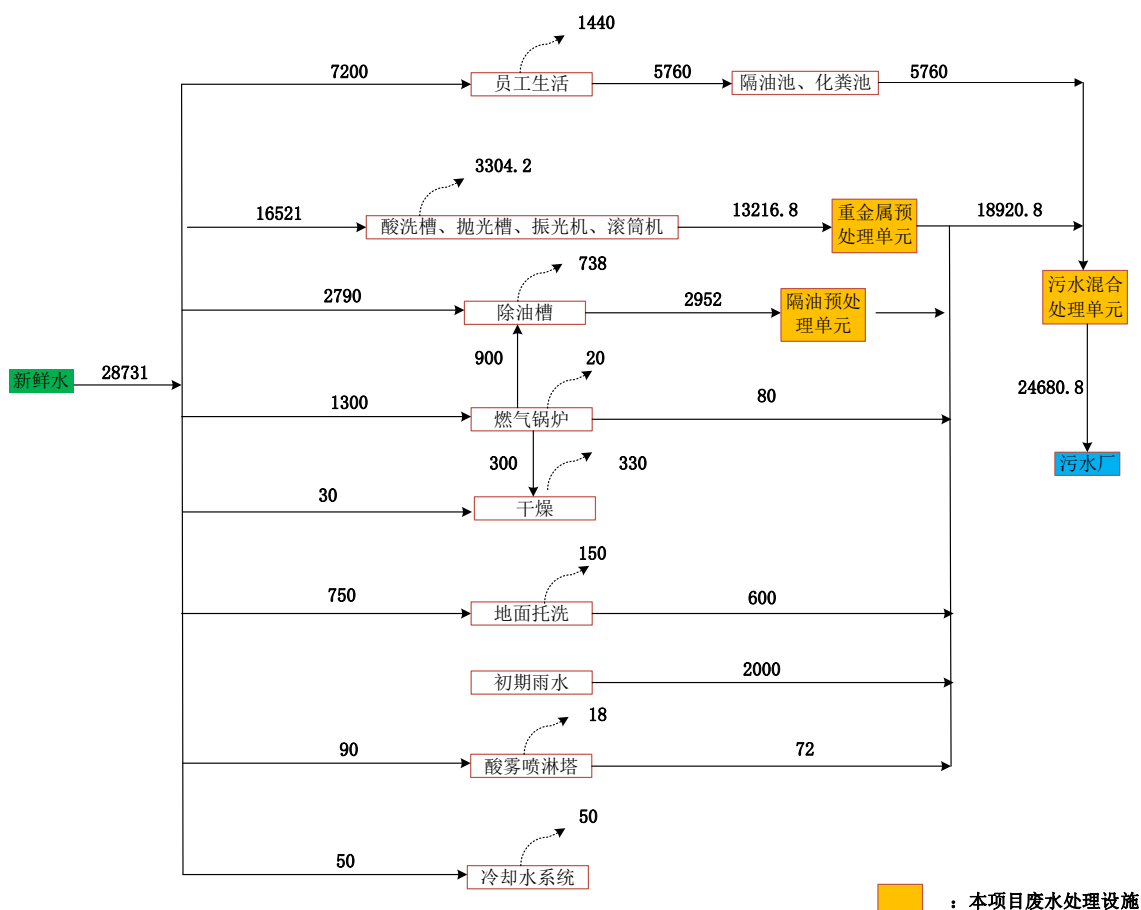 1440
7200
员工生活
5760
隔油池、化粪池
5760
3304.2
16521
酸洗槽、抛光槽、振光机、滚筒机
13216.8
重金属预
处理单元
18920.8
738
2790
除油槽
2952
隔油预处
理单元
污水混合
处理单元
新鲜水
28731
900
20
1300
燃气锅炉
80
24680.8
300
330
污水厂
30
干燥
150
750
地面托洗
600
初期雨水
2000
18
90
酸雾喷淋塔
72
50
50
冷却水系统
：本项目废水处理设施